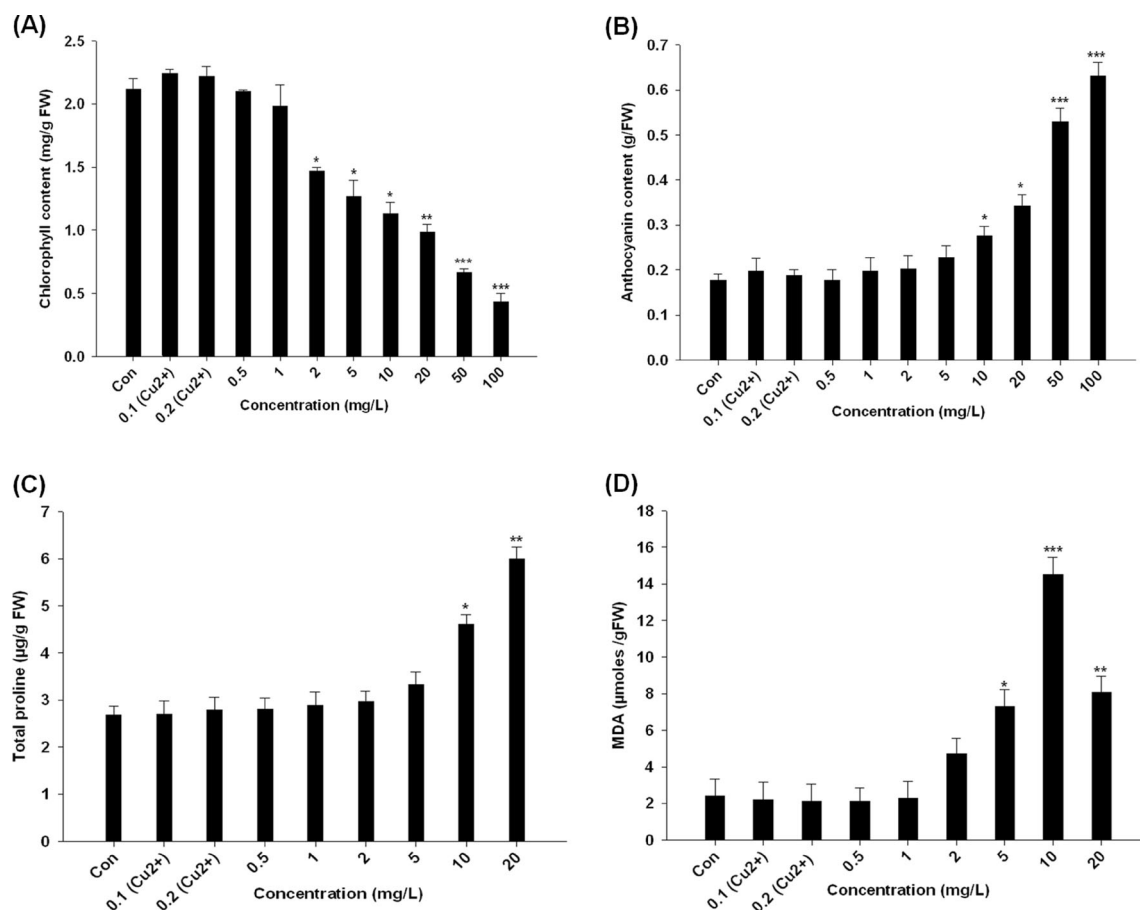 (A)
Chlorophyll content (mg/g FW)
2.5
2.0
1.5
1.0
0.5
0.0
* * * ** *** ***
Con 0.1 (Cu2+) 0.2 (Cu2+) 0.5 1 2 5 10 20 50 100
Concentration (mg/L)
(B)
Anthocyanin content (g/FW)
0.7
0.6
0.5
0.4
0.3
0.2
0.1
0.0
* * *** ***
Con 0.1 (Cu2+) 0.2 (Cu2+) 0.5 1 2 5 10 20 50 100
Concentration (mg/L)
(C)
Total proline (µg/g FW)
7
6
5
4
3
2
1
0
* **
Con 0.1 (Cu2+) 0.2 (Cu2+) 0.5 1 2 5 10 20
Concentration (mg/L)
(D)
MDA (µmoles /gFW)
18
16
14
12
10
8
6
4
2
0
* *** **
Con 0.1 (Cu2+) 0.2 (Cu2+) 0.5 1 2 5 10 20
Concentration (mg/L)